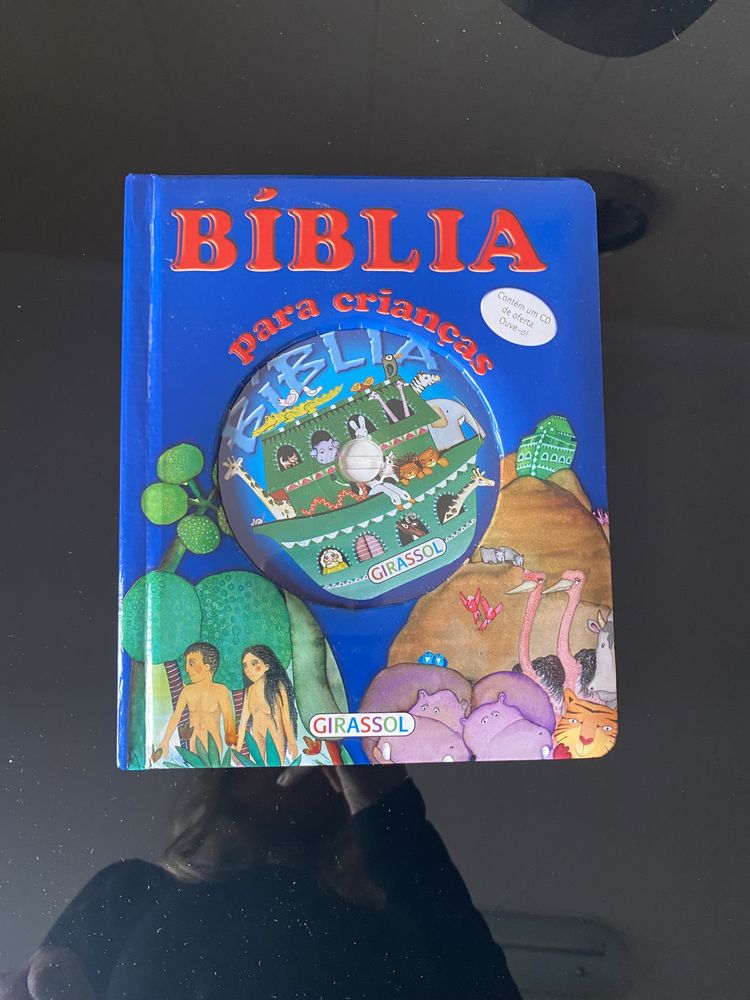 BÍBLIA
para crianças
Contém um CD
de oferta.
Ouve-o!
BÍBLIA
GIRASSOL
GIRASSOL